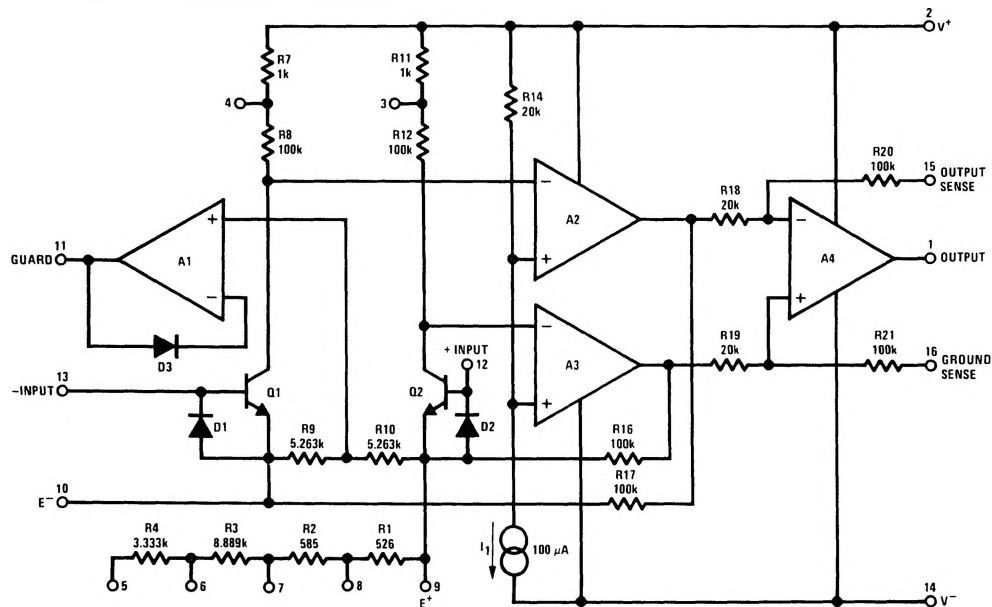 2
V+
R7
1k
R11
1k
4
3
R14
20k
R8
100k
R12
100k
R20
100k
15
OUTPUT
SENSE
R18
20k
−
−
A2
+
+
A1
−
11
GUARD
A4
1
OUTPUT
+
D3
−
A3
+
R19
20k
R21
100k
16
GROUND
SENSE
+ INPUT
12
13
−INPUT
Q1
Q2
D1
D2
R9
5.263k
R10
5.263k
R16
100k
R17
100k
10
E−
R4
3.333k
R3
8.889k
R2
585
R1
526
I1
100 µA
5
6
7
8
9
E+
14
V−